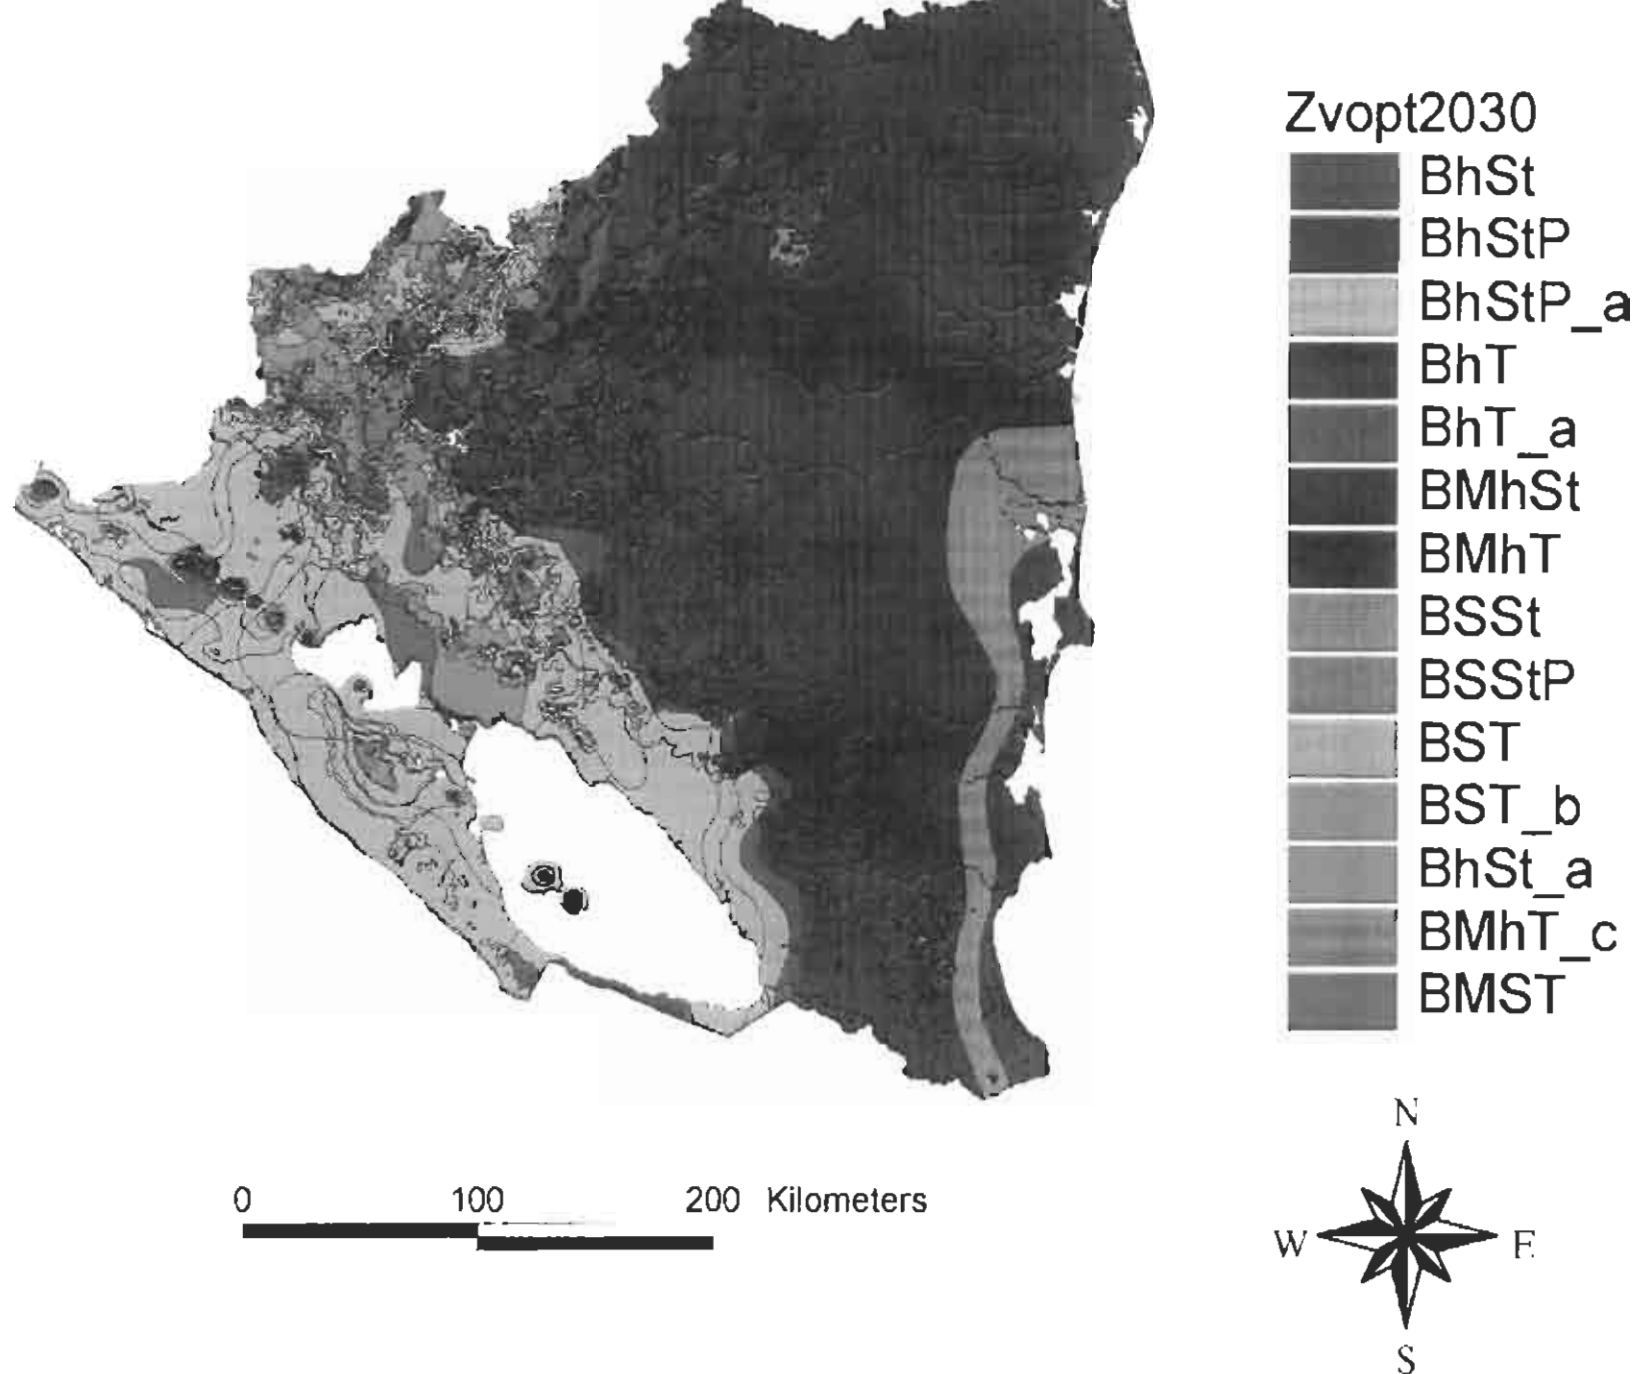 Zvopt2030
BhSt
BhStP
BhStP_a
BhT
BhT_a
BMhSt
BMhT
BSSt
BSStP
BST
BST_b
BhSt_a
BMhT_c
BMST
N
W E
S
0 100 200 Kilometers